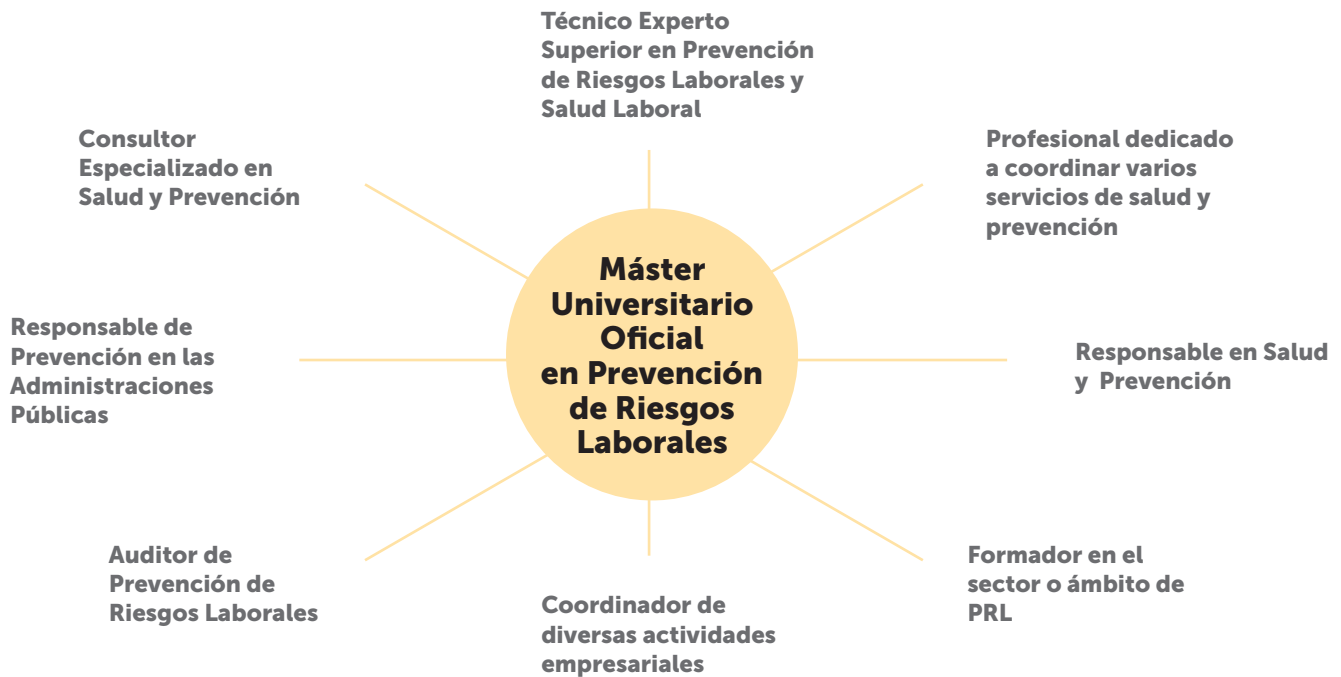 Técnico Experto
Superior en Prevención
de Riesgos Laborales y
Salud Laboral
Consultor
Especializado en
Salud y Prevención
Profesional dedicado
a coordinar varios
servicios de salud y
prevención
Máster
Universitario
Oficial
en Prevención
de Riesgos
Laborales
Responsable de
Prevención en las
Administraciones
Públicas
Responsable en Salud
y Prevención
Auditor de
Prevención de
Riesgos Laborales
Coordinador de
diversas actividades
empresariales
Formador en el
sector o ámbito de
PRL